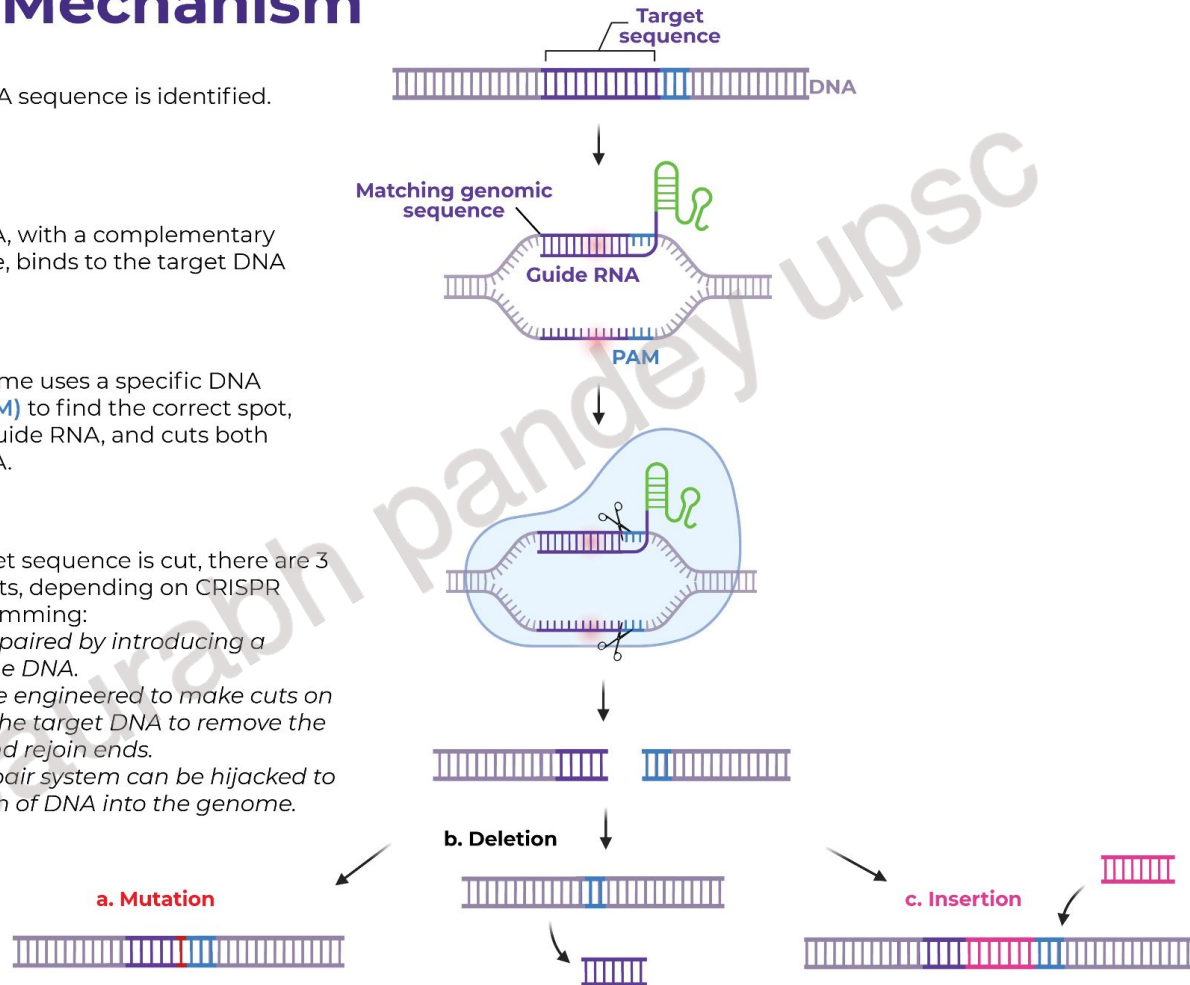 Mechanism
A sequence is identified.
A, with a complementary
e, binds to the target DNA
me uses a specific DNA
M) to find the correct spot,
uide RNA, and cuts both
A.
et sequence is cut, there are 3
ts, depending on CRISPR
mming:
paired by introducing a
e DNA.
e engineered to make cuts on
he target DNA to remove the
nd rejoin ends.
pair system can be hijacked to
h of DNA into the genome.
Target
sequence
DNA
Matching genomic
sequence
Guide RNA
PAM
b. Deletion
a. Mutation
c. Insertion
aurabh pandey upsc